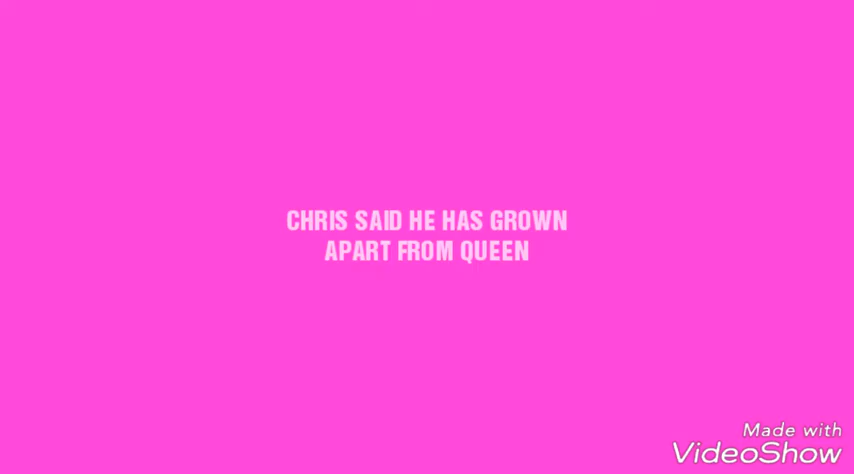 CHRIS SAID HE HAS GROWN
APART FROM QUEEN
Made with
VideoShow